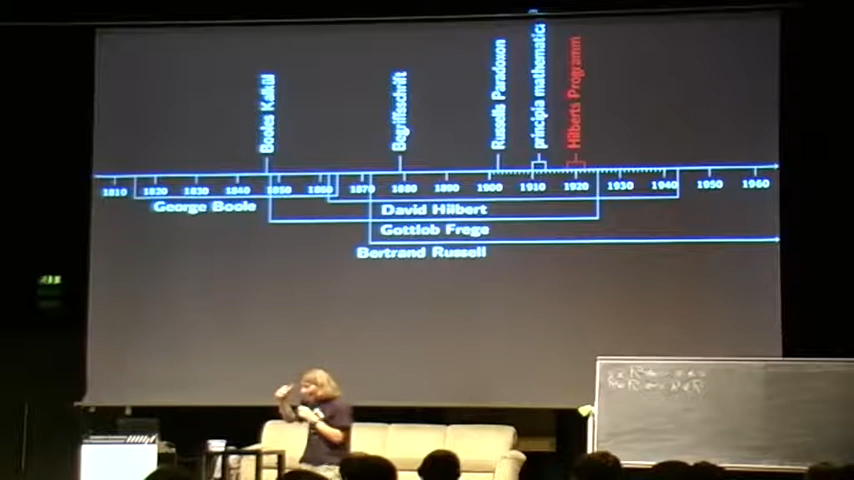 Booles Kalkül
Begriffsschrift
Russells Paradoxon
principia mathematica
Hilberts Programm
1810 1820 1830 1840 1850 1860 1870 1880 1890 1900 1910 1920 1930 1940 1950 1960
George Boole
David Hilbert
Gottlob Frege
Bertrand Russell